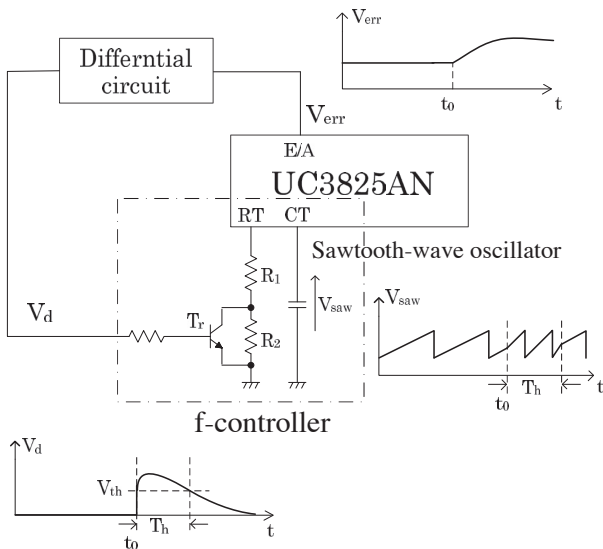 Verr
t0
t
Differntial
circuit
Verr
E/A
UC3825AN
RT
CT
Sawtooth-wave oscillator
R1
Vsaw
Vd
Tr
R2
Vsaw
t0
Th
t
f-controller
Vd
Vth
t0
Th
t